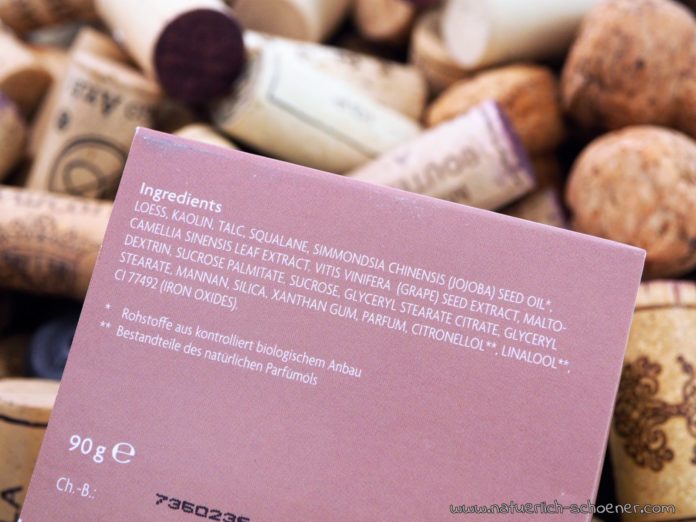 Ingredients
LOESS, KAOLIN, TALC, SQUALANE, SIMMONDSIA CHINENSIS (JOJOBA) SEED OIL*,
CAMELLIA SINENSIS LEAF EXTRACT, VITIS VINIFERA (GRAPE) SEED EXTRACT, MALTO-
DEXTRIN, SUCROSE PALMITATE, SUCROSE, GLYCERYL STEARATE CITRATE, GLYCERYL
STEARATE, MANNAN, SILICA, XANTHAN GUM, PARFUM, CITRONELLOL**, LINALOOL**,
CI 77492 (IRON OXIDES).
* Rohstoffe aus kontrolliert biologischem Anbau
** Bestandteile des natürlichen Parfümöls
90 g ℮
Ch.-B.:
7360235
www.natuerlich-schoener.com